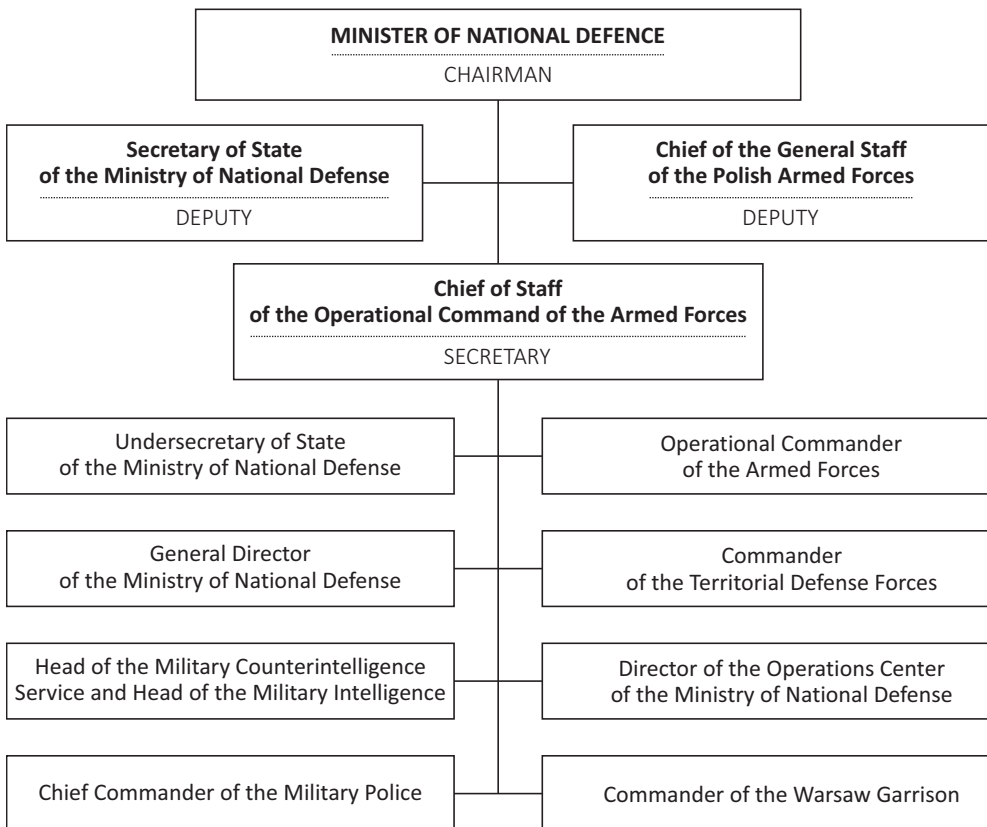 MINISTER OF NATIONAL DEFENCE
CHAIRMAN
Secretary of State
of the Ministry of National Defense
DEPUTY
Chief of the General Staff
of the Polish Armed Forces
DEPUTY
Chief of Staff
of the Operational Command of the Armed Forces
SECRETARY
Undersecretary of State
of the Ministry of National Defense
Operational Commander
of the Armed Forces
General Director
of the Ministry of National Defense
Commander
of the Territorial Defense Forces
Head of the Military Counterintelligence
Service and Head of the Military Intelligence
Director of the Operations Center
of the Ministry of National Defense
Chief Commander of the Military Police
Commander of the Warsaw Garrison